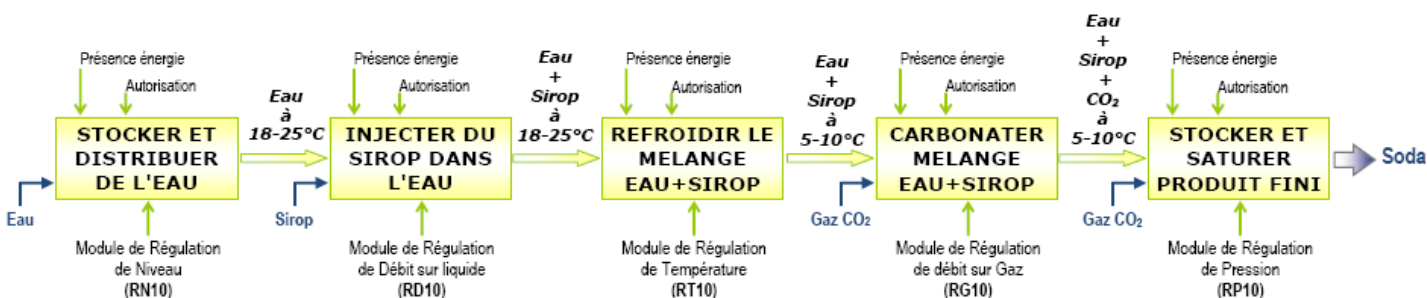 Présence énergie
Autorisation
STOCKER ET
DISTRIBUER
DE L'EAU
Eau
Module de Régulation
de Niveau
(RN10)
Eau
à
18-25°C
Présence énergie
Autorisation
INJECTER DU
SIROP DANS
L'EAU
Sirop
Module de Régulation
de Débit sur liquide
(RD10)
Eau
+
Sirop
à
18-25°C
Présence énergie
Autorisation
REFROIDIR LE
MELANGE
EAU+SIROP
Module de Régulation
de Température
(RT10)
Eau
+
Sirop
à
5-10°C
Présence énergie
Autorisation
CARBONATER
MELANGE
EAU+SIROP
Gaz CO₂
Module de Régulation
de débit sur Gaz
(RG10)
Eau
+
Sirop
+
CO₂
à
5-10°C
Présence énergie
Autorisation
STOCKER ET
SATURER
PRODUIT FINI
Gaz CO₂
Module de Régulation
de Pression
(RP10)
Soda